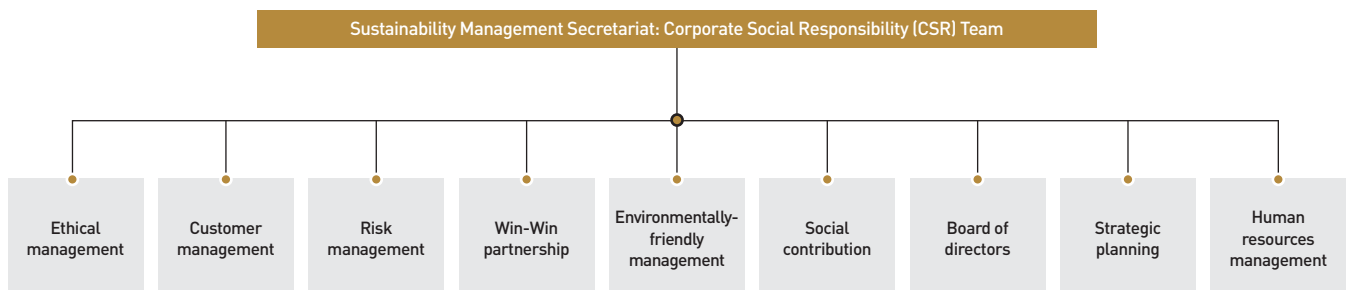 Sustainability Management Secretariat: Corporate Social Responsibility (CSR) Team
Ethical
management
Customer
management
Risk
management
Win-Win
partnership
Environmentally-
friendly
management
Social
contribution
Board of
directors
Strategic
planning
Human
resources
management